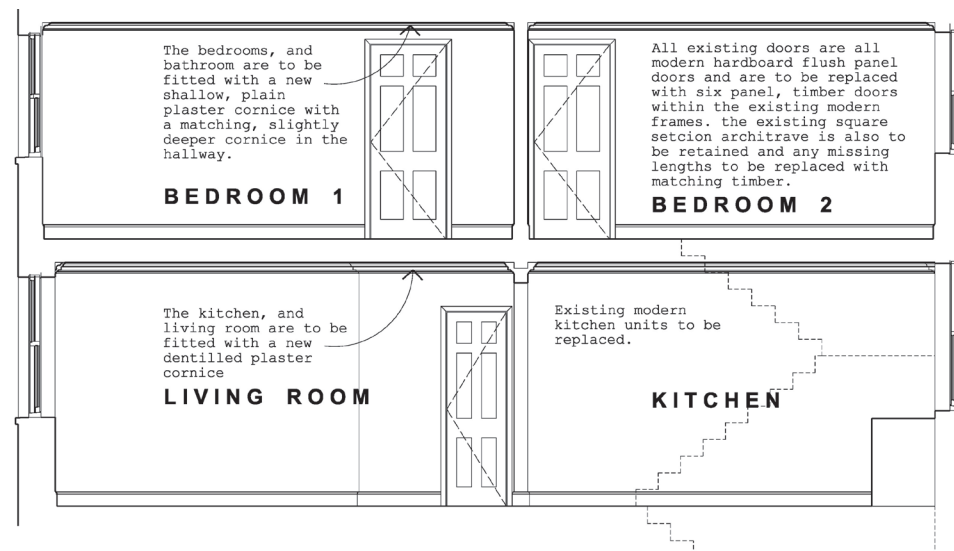 The bedrooms, and
bathroom are to be
fitted with a new
shallow, plain
plaster cornice with
a matching, slightly
deeper cornice in the
hallway.
BEDROOM 1
All existing doors are all
modern hardboard flush panel
doors and are to be replaced
with six panel, timber doors
within the existing modern
frames. the existing square
setcion architrave is also to
be retained and any missing
lengths to be replaced with
matching timber.
BEDROOM 2
The kitchen, and
living room are to be
fitted with a new
dentilled plaster
cornice
LIVING ROOM
Existing modern
kitchen units to be
replaced.
KITCHEN